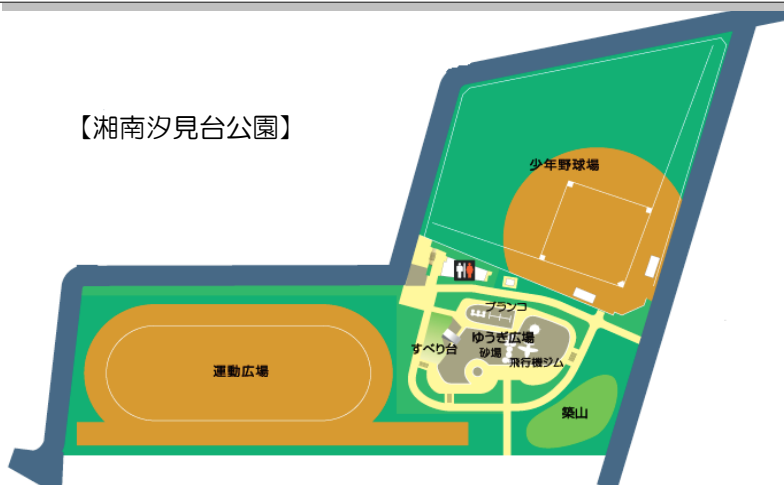 【湘南汐見台公園】
少年野球場
ブランコ
ゆうぎ広場
すべり台
砂場
飛行機ジム
運動広場
築山